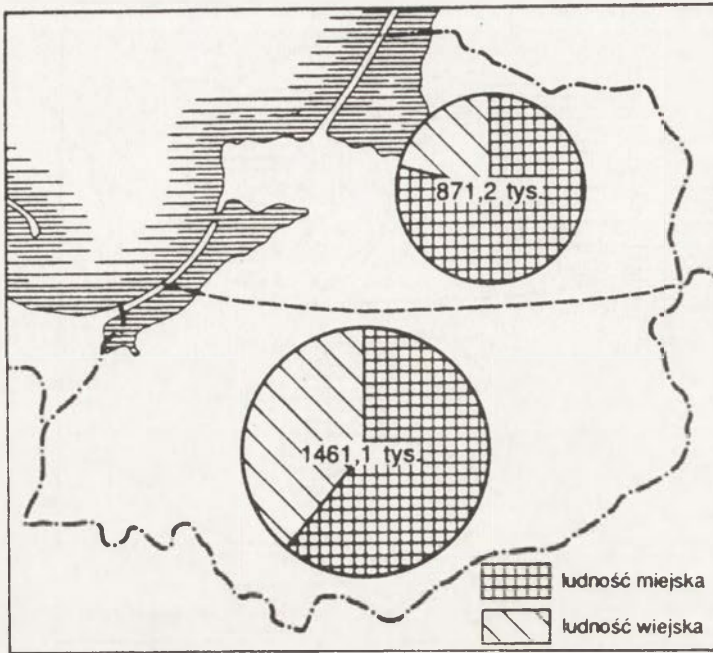 871,2 tys.
1461,1 tys.
ludność miejska
ludność wiejska